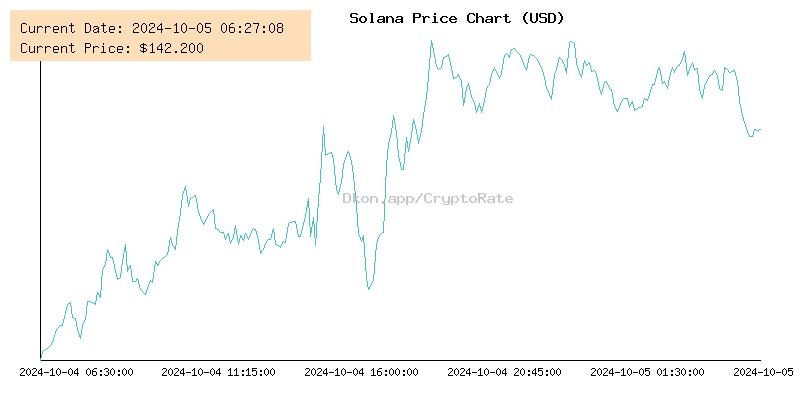 Solana Price Chart (USD)
Current Date: 2024-10-05 06:27:08
Current Price: $142.200
Dkon.app/CryptoRate
2024-10-04 06:30:00 2024-10-04 11:15:00 2024-10-04 16:00:00 2024-10-04 20:45:00 2024-10-05 01:30:00 2024-10-05